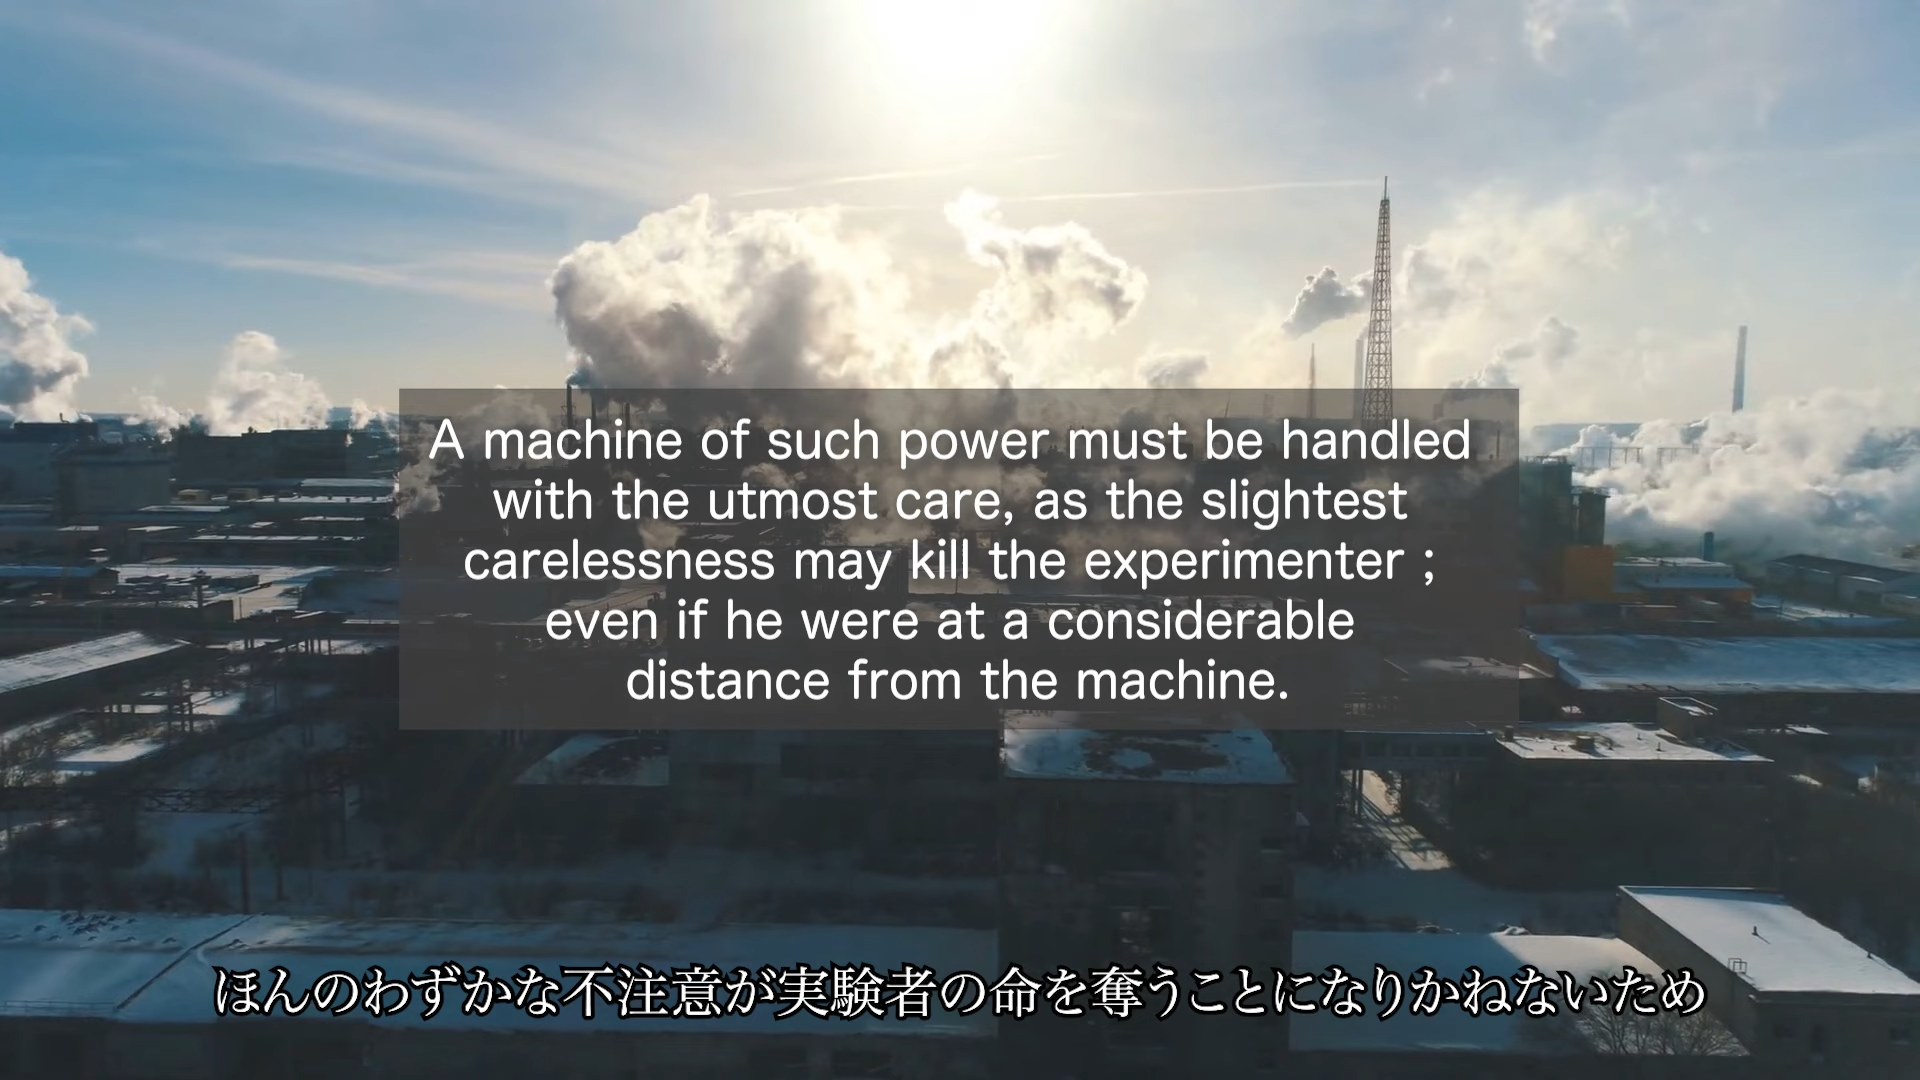 A machine of such power must be handled
with the utmost care, as the slightest
carelessness may kill the experimenter ;
even if he were at a considerable
distance from the machine.
ほんのわずかな不注意が実験者の命を奪うことになりかねないため